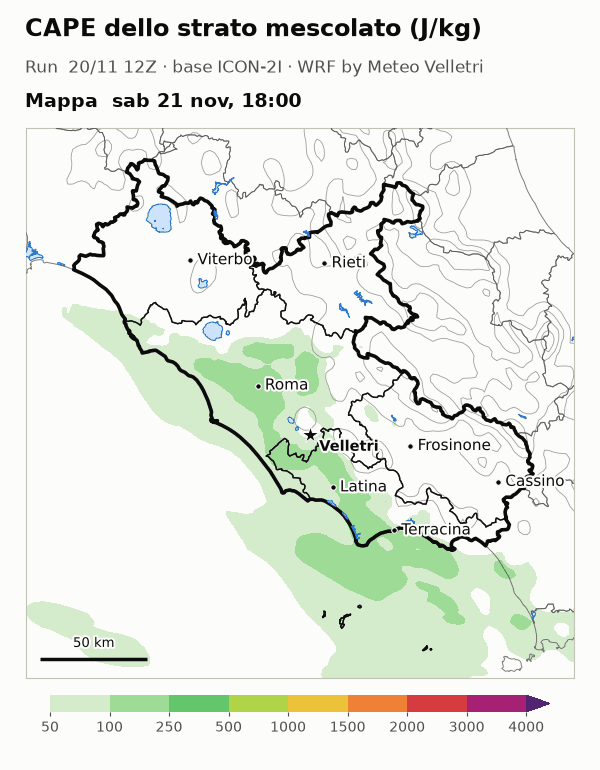 CAPE dello strato mescolato (J/kg)
Run  20/11 12Z · base ICON-2I · WRF by Meteo Velletri
Mappa  sab 21 nov, 18:00
Viterbo
Rieti
Roma
Velletri
Frosinone
Cassino
Latina
Terracina
50 km
50 100 250 500 1000 1500 2000 3000 4000